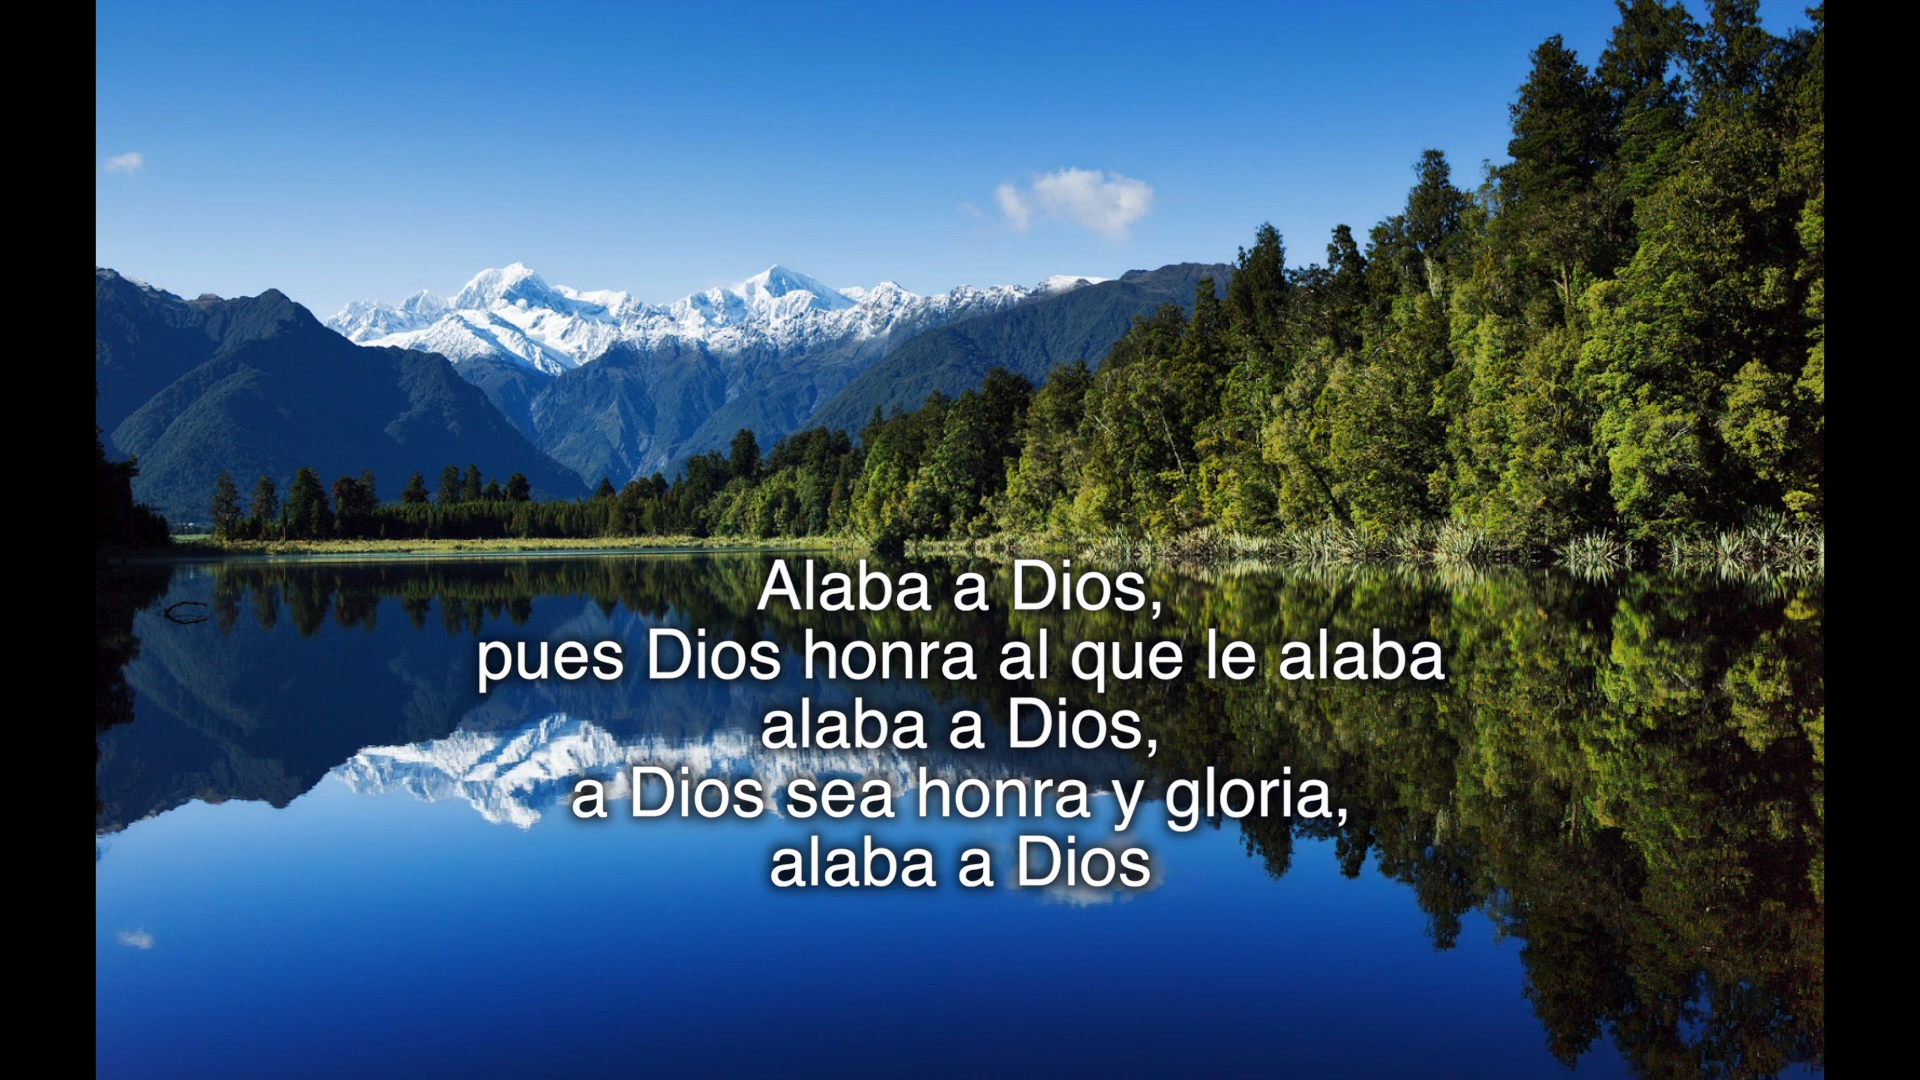 Alaba a Dios,
pues Dios honra al que le alaba
alaba a Dios,
a Dios sea honra y gloria,
alaba a Dios